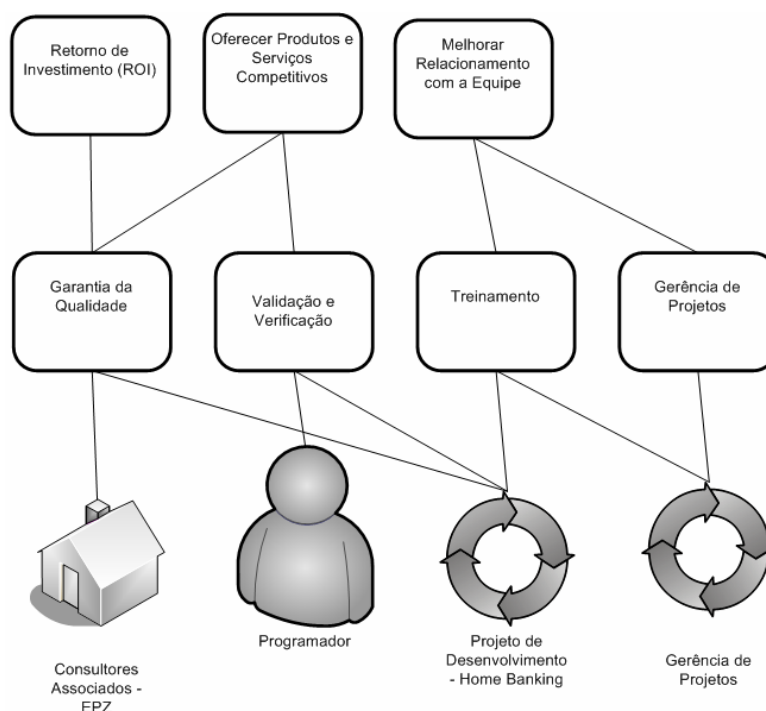 Retorno de
Investimento (ROI)
Oferecer Produtos e
Serviços
Competitivos
Melhorar
Relacionamento
com a Equipe
Garantia da
Qualidade
Validação e
Verificação
Treinamento
Gerência de
Projetos
Consultores
Associados -
EPZ
Programador
Projeto de
Desenvolvimento
- Home Banking
Gerência de
Projetos